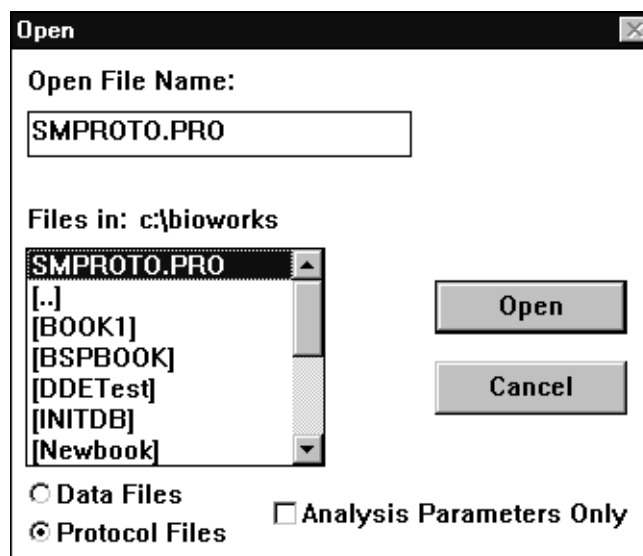 Open
Open File Name:
SMPROTO.PRO
Files in: c:\bioworks
SMPROTO.PRO
[..]
[BOOK1]
[BSPBOOK]
[DDETest]
[INITDB]
[Newbook]
Open
Cancel
Data Files
Protocol Files
Analysis Parameters Only